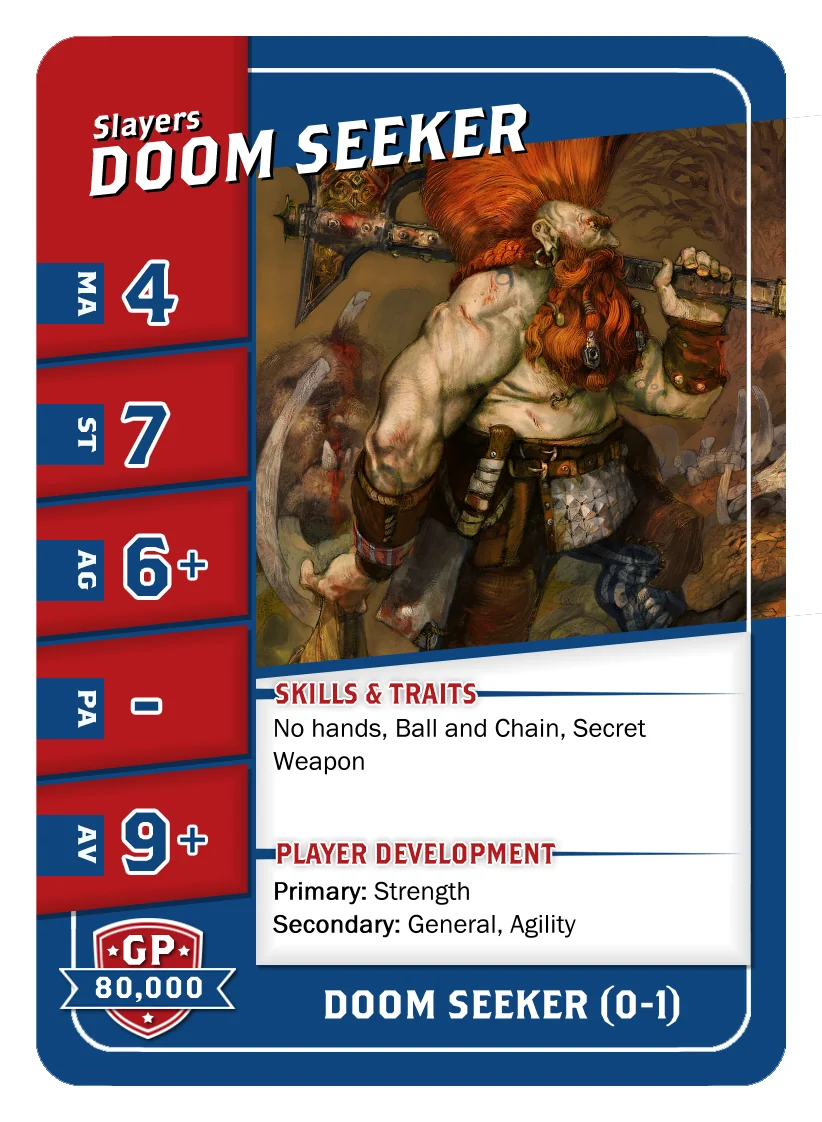 Slayers
DOOM SEEKER
MA 4
ST 7
AG 6+
PA -
AV 9+
SKILLS & TRAITS
No hands, Ball and Chain, Secret
Weapon
PLAYER DEVELOPMENT
Primary: Strength
Secondary: General, Agility
GP
80,000
DOOM SEEKER (0-1)